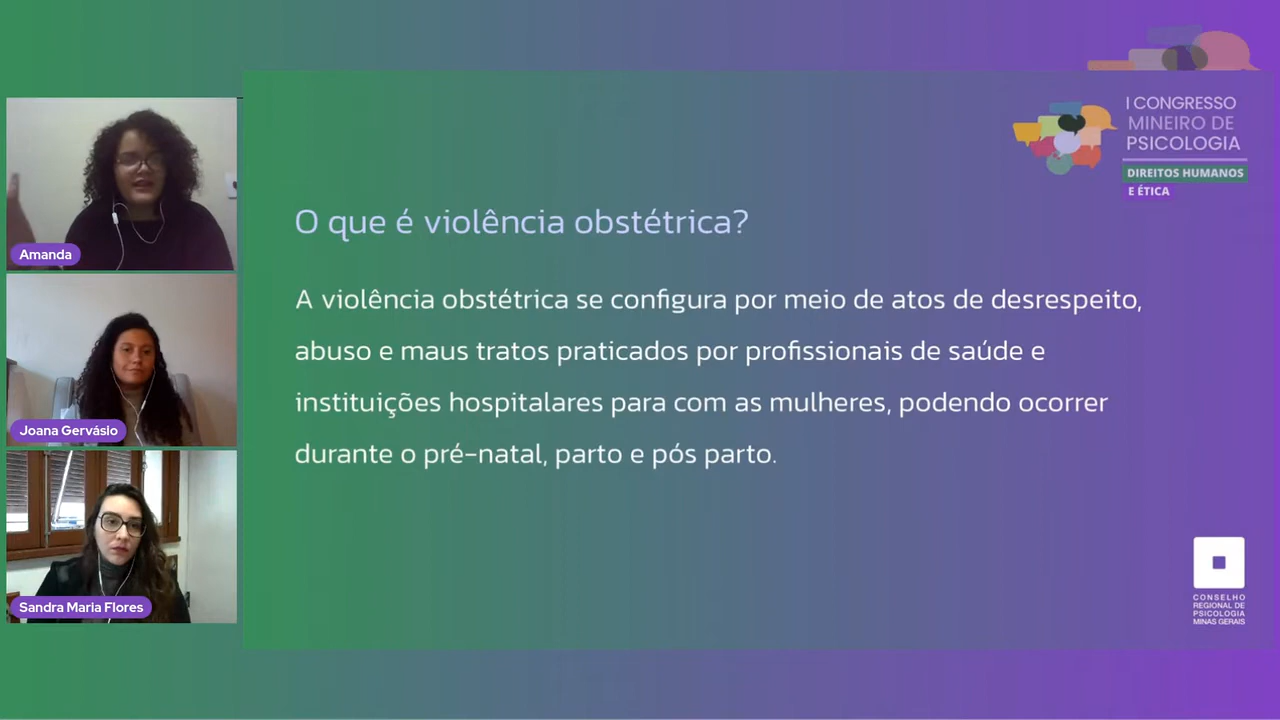 I CONGRESSO
MINEIRO DE
PSICOLOGIA
DIREITOS HUMANOS
E ÉTICA
O que é violência obstétrica?
A violência obstétrica se configura por meio de atos de desrespeito,
abuso e maus tratos praticados por profissionais de saúde e
instituições hospitalares para com as mulheres, podendo ocorrer
durante o pré-natal, parto e pós parto.
Amanda
Joana Gervásio
Sandra Maria Flores
CONSELHO
REGIONAL DE
PSICOLOGIA
MINAS GERAIS